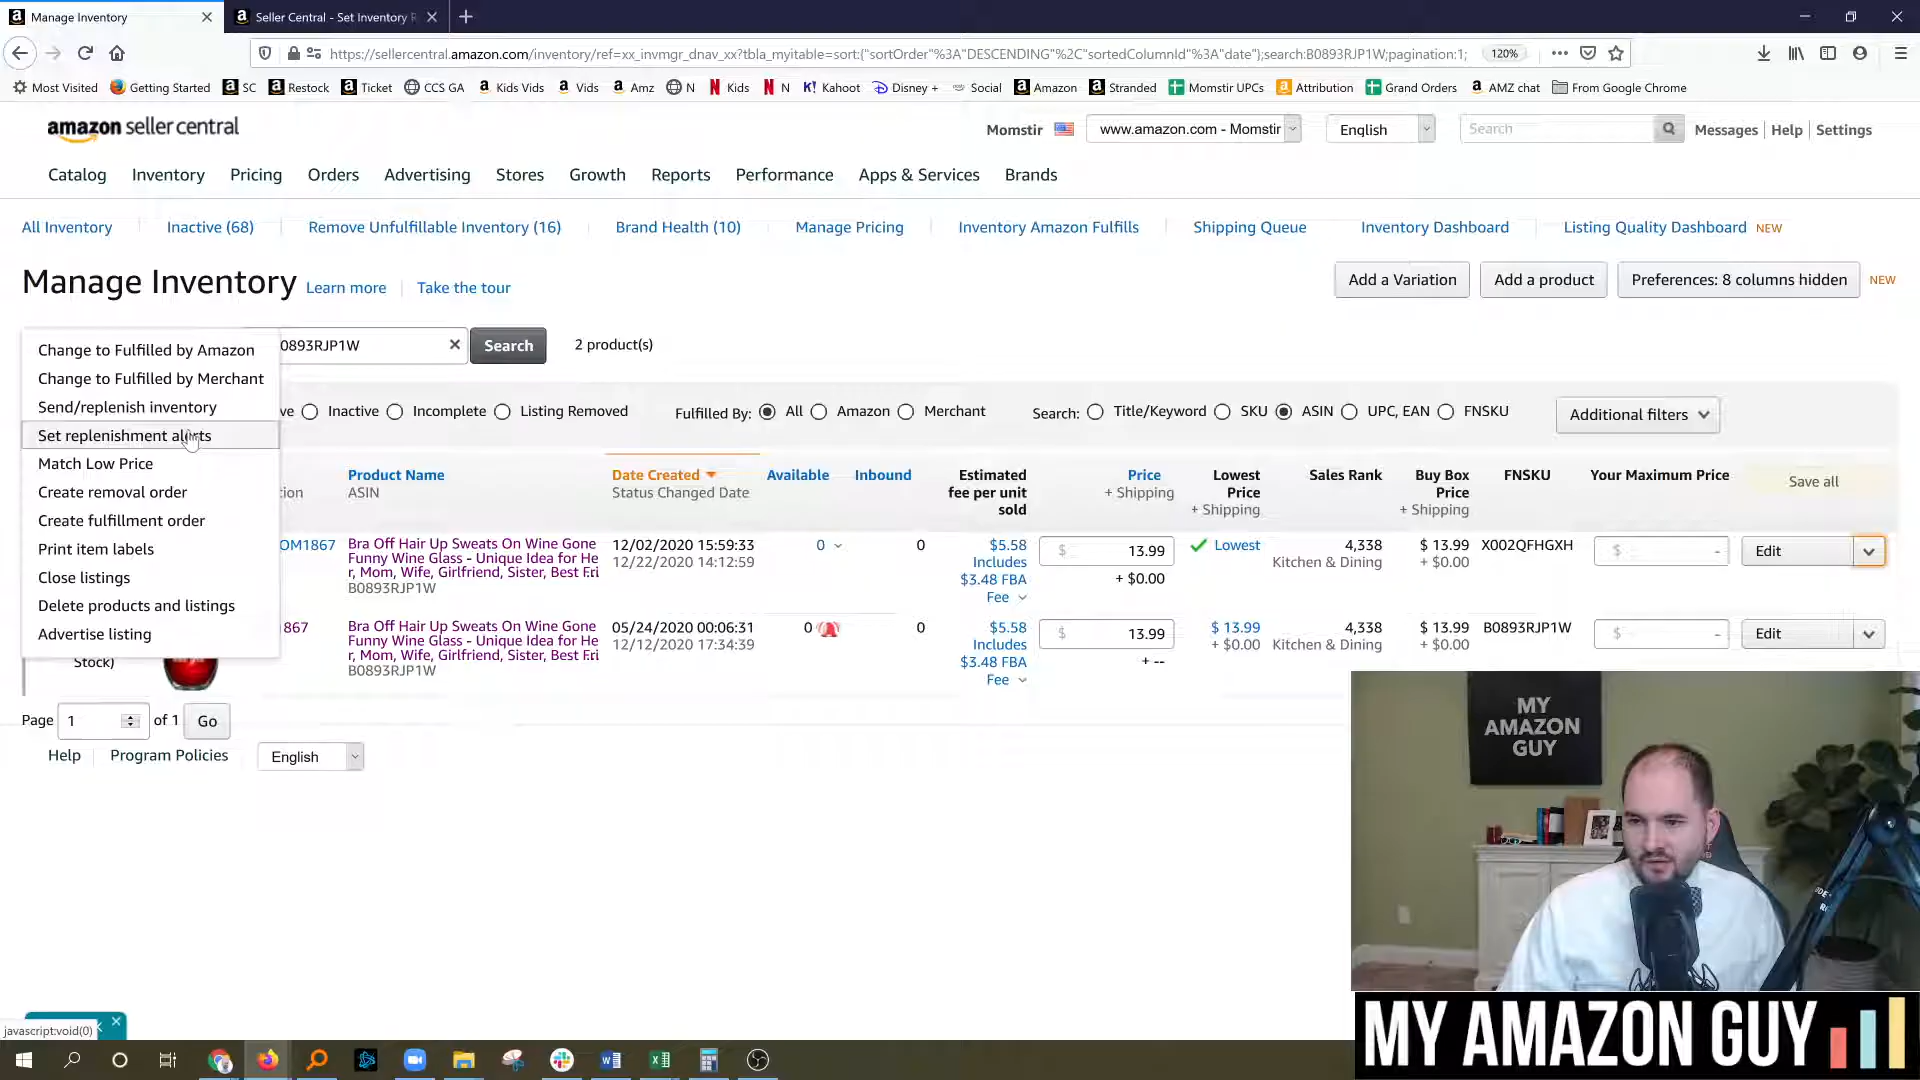 Manage Inventory
Seller Central - Set Inventory R
https://sellercentral.amazon.com/inventory/ref=xx_invmgr_dnav_xx?tbla_myitable=sort:{"sortOrder"%3A"DESCENDING"%2C"sortedColumnId"%3A"date"};search:B0893RJP1W;pagination:1;
120%
Most Visited
Getting Started
SC
Restock
Ticket
CCS GA
Kids Vids
Vids
Amz
N
Kids
N
Kahoot
Disney +
Social
Amazon
Stranded
Momstir UPCs
Attribution
Grand Orders
AMZ chat
From Google Chrome
amazon seller central
Momstir
www.amazon.com - Momstir
English
Search
Messages | Help | Settings
Catalog
Inventory
Pricing
Orders
Advertising
Stores
Growth
Reports
Performance
Apps & Services
Brands
All Inventory
Inactive (68)
Remove Unfulfillable Inventory (16)
Brand Health (10)
Manage Pricing
Inventory Amazon Fulfills
Shipping Queue
Inventory Dashboard
Listing Quality Dashboard NEW
Manage Inventory
Learn more
Take the tour
Add a Variation
Add a product
Preferences: 8 columns hidden
NEW
Change to Fulfilled by Amazon
Change to Fulfilled by Merchant
Send/replenish inventory
Set replenishment alerts
Match Low Price
Create removal order
Create fulfillment order
Print item labels
Close listings
Delete products and listings
Advertise listing
Stock)
0893RJP1W
Search
2 product(s)
ve
Inactive
Incomplete
Listing Removed
Fulfilled By:
All
Amazon
Merchant
Search:
Title/Keyword
SKU
ASIN
UPC, EAN
FNSKU
Additional filters
ion
Product Name
ASIN
Date Created
Status Changed Date
Available
Inbound
Estimated
fee per unit
sold
Price
+ Shipping
Lowest
Price
+ Shipping
Sales Rank
Buy Box
Price
+ Shipping
FNSKU
Your Maximum Price
Save all
OM1867
Bra Off Hair Up Sweats On Wine Gone
Funny Wine Glass - Unique Idea for He
r, Mom, Wife, Girlfriend, Sister, Best Fri
B0893RJP1W
12/02/2020 15:59:33
12/22/2020 14:12:59
0
0
$5.58
Includes
$3.48 FBA
Fee
$ 13.99
+ $0.00
Lowest
4,338
Kitchen & Dining
$ 13.99
+ $0.00
X002QFHGXH
$ -
Edit
867
Bra Off Hair Up Sweats On Wine Gone
Funny Wine Glass - Unique Idea for He
r, Mom, Wife, Girlfriend, Sister, Best Fri
B0893RJP1W
05/24/2020 00:06:31
12/12/2020 17:34:39
0
0
$5.58
Includes
$3.48 FBA
Fee
$ 13.99
+ --
$ 13.99
+ $0.00
4,338
Kitchen & Dining
$ 13.99
+ $0.00
B0893RJP1W
$ -
Edit
Page 1 of 1 Go
Help
Program Policies
English
MY
AMAZON
GUY
javascript:void(0)
MY AMAZON GUY